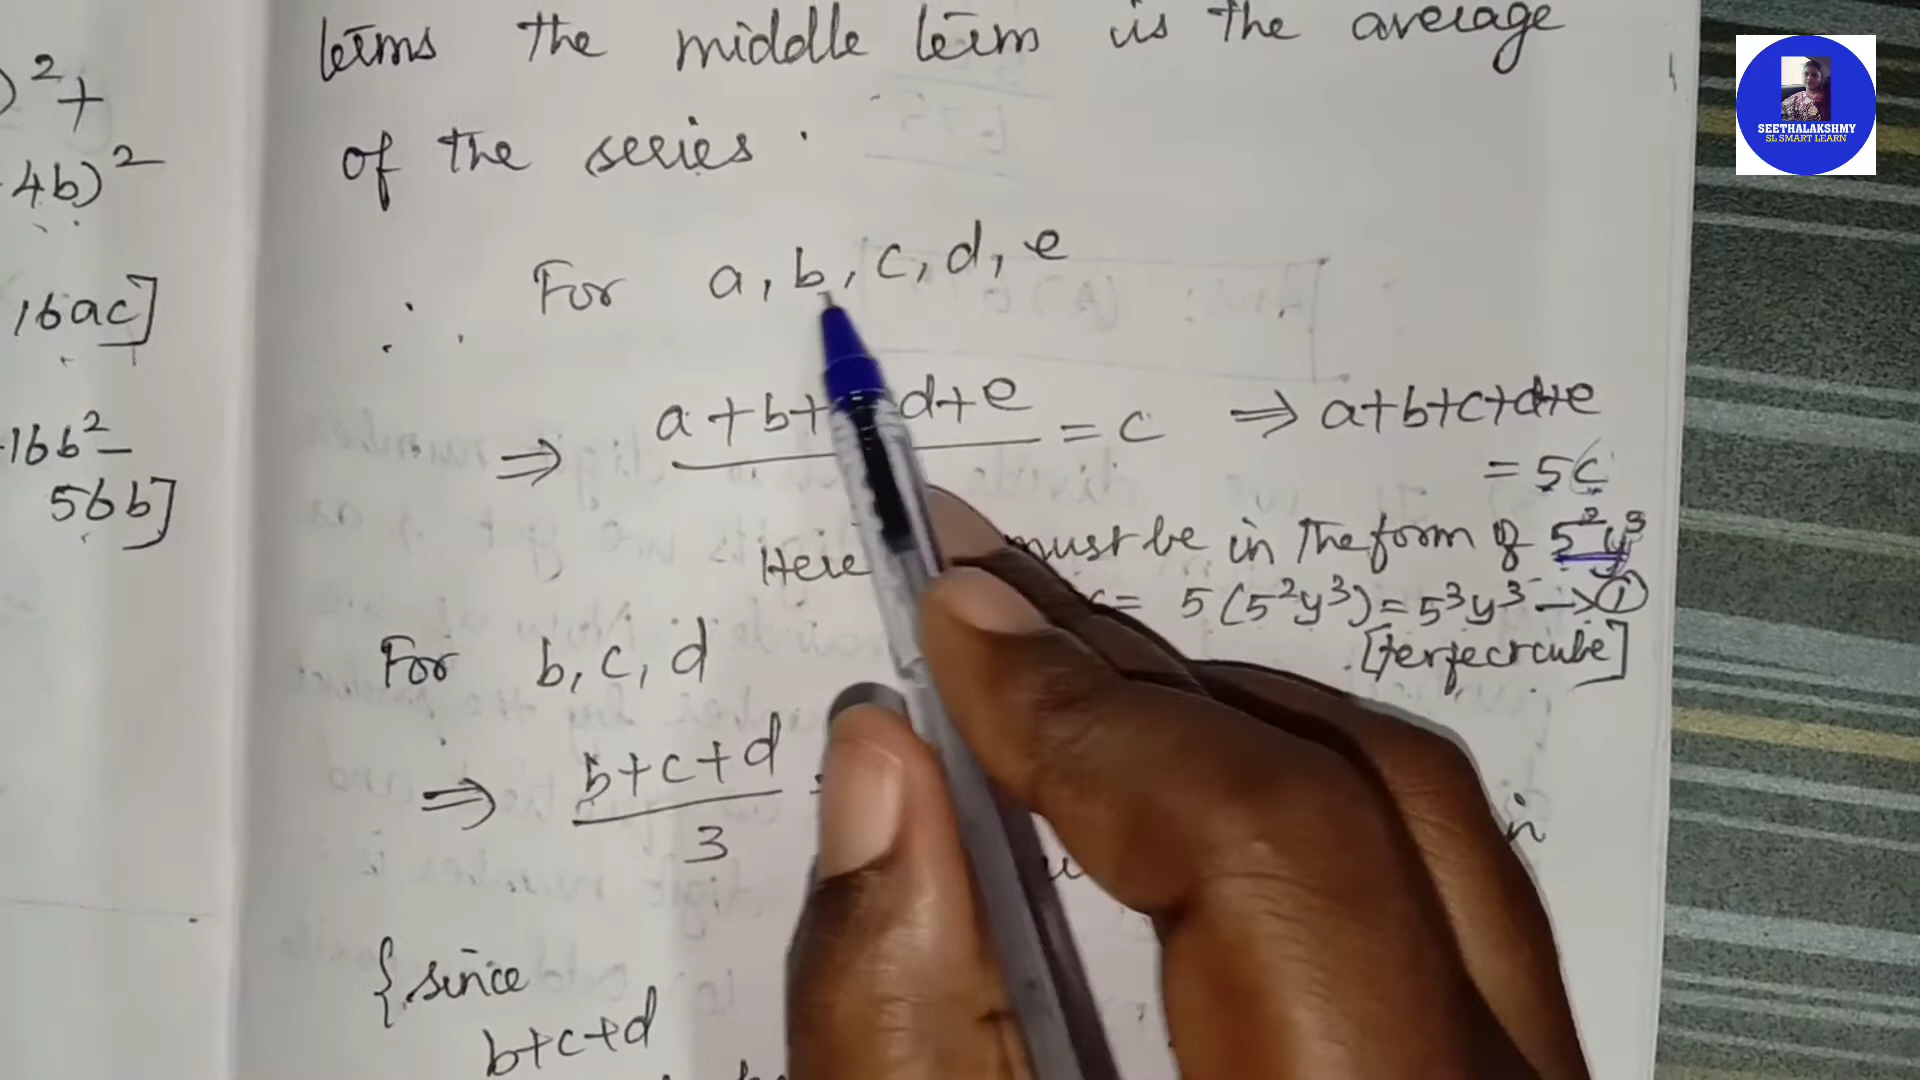 )² +
4b)²
16ac]
-16b² -
56b]
terms the middle term is the average
of the series.
∴ For a, b, c, d, e
⇒ a+b+ d+e = c ⇒ a+b+c+d+e
= 5c
Here must be in the form of 5²y³
c = 5(5²y³) = 5³y³ → ①
[perfect cube]
For b, c, d
⇒ b+c+d
3
{since
b+c+d
SEETHALAKSHMY
SL SMART LEARN